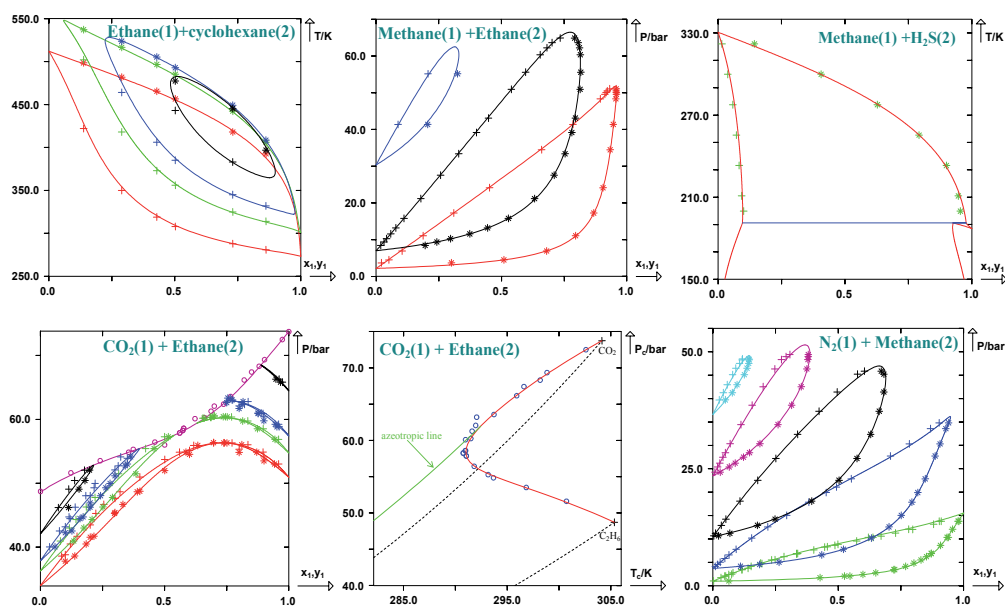 550.0
450.0
350.0
250.0
T/K
Ethane(1)+cyclohexane(2)
x₁,y₁
0.0
0.5
1.0
60.0
40.0
20.0
0.0
P/bar
Methane(1) +Ethane(2)
x₁,y₁
0.0
0.5
1.0
330.0
270.0
210.0
150.0
T/K
Methane(1) +H₂S(2)
x₁,y₁
0.0
0.5
1.0
60.0
40.0
P/bar
CO₂(1) + Ethane(2)
x₁,y₁
0.0
0.5
1.0
70.0
60.0
50.0
40.0
P꜀/bar
CO₂(1) + Ethane(2)
CO₂
azeotropic line
C₂H₆
T꜀/K
285.0
295.0
305.0
50.0
25.0
0.0
P/bar
N₂(1) + Methane(2)
x₁,y₁
0.0
0.5
1.0